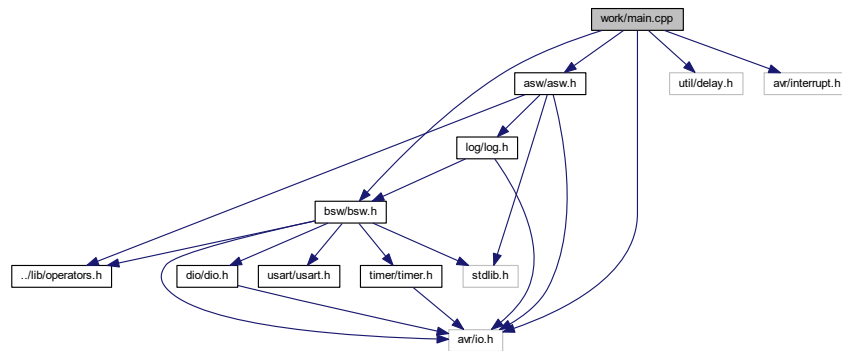 work/main.cpp
asw/asw.h
util/delay.h
avr/interrupt.h
log/log.h
bsw/bsw.h
../lib/operators.h
dio/dio.h
usart/usart.h
timer/timer.h
stdlib.h
avr/io.h